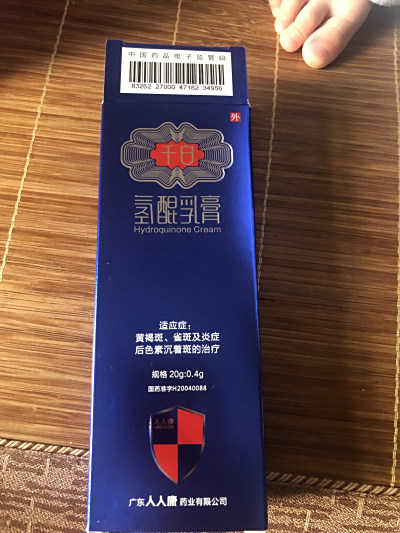 中国药品电子监管码
83262 27000 47182 34956
外
千白
氢醌乳膏
Hydroquinone Cream
适应症:
黄褐斑、雀斑及炎症
后色素沉着斑的治疗
规格 20g:0.4g
国药准字H20040088
人人康
广东 人人康 药业有限公司